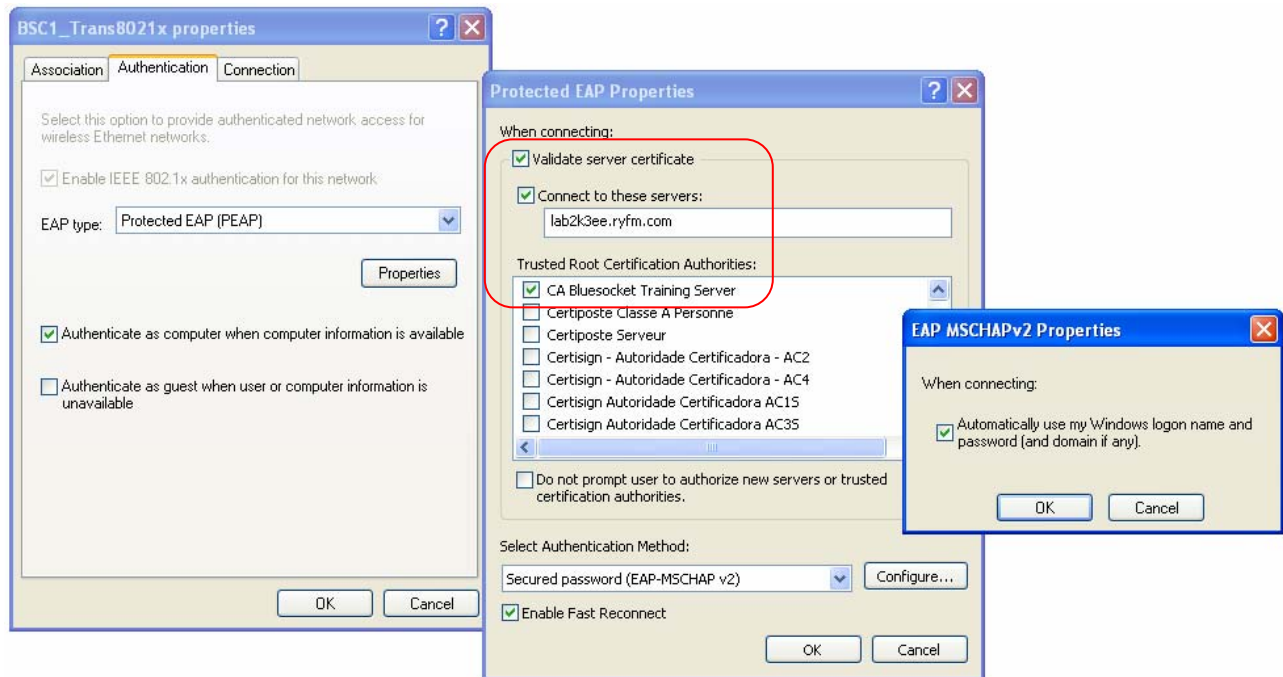 BSC1_Trans8021x properties
Association Authentication Connection
Select this option to provide authenticated network access for
wireless Ethernet networks.
Enable IEEE 802.1x authentication for this network
EAP type: Protected EAP (PEAP)
Properties
Authenticate as computer when computer information is available
Authenticate as guest when user or computer information is
unavailable
OK Cancel
Protected EAP Properties
When connecting:
Validate server certificate
Connect to these servers:
lab2k3ee.ryfm.com
Trusted Root Certification Authorities:
CA Bluesocket Training Server
Certiposte Classe A Personne
Certiposte Serveur
Certisign - Autoridade Certificadora - AC2
Certisign - Autoridade Certificadora - AC4
Certisign Autoridade Certificadora AC1S
Certisign Autoridade Certificadora AC3S
Do not prompt user to authorize new servers or trusted
certification authorities.
Select Authentication Method:
Secured password (EAP-MSCHAP v2) Configure...
Enable Fast Reconnect
OK Cancel
EAP MSCHAPv2 Properties
When connecting:
Automatically use my Windows logon name and
password (and domain if any).
OK Cancel